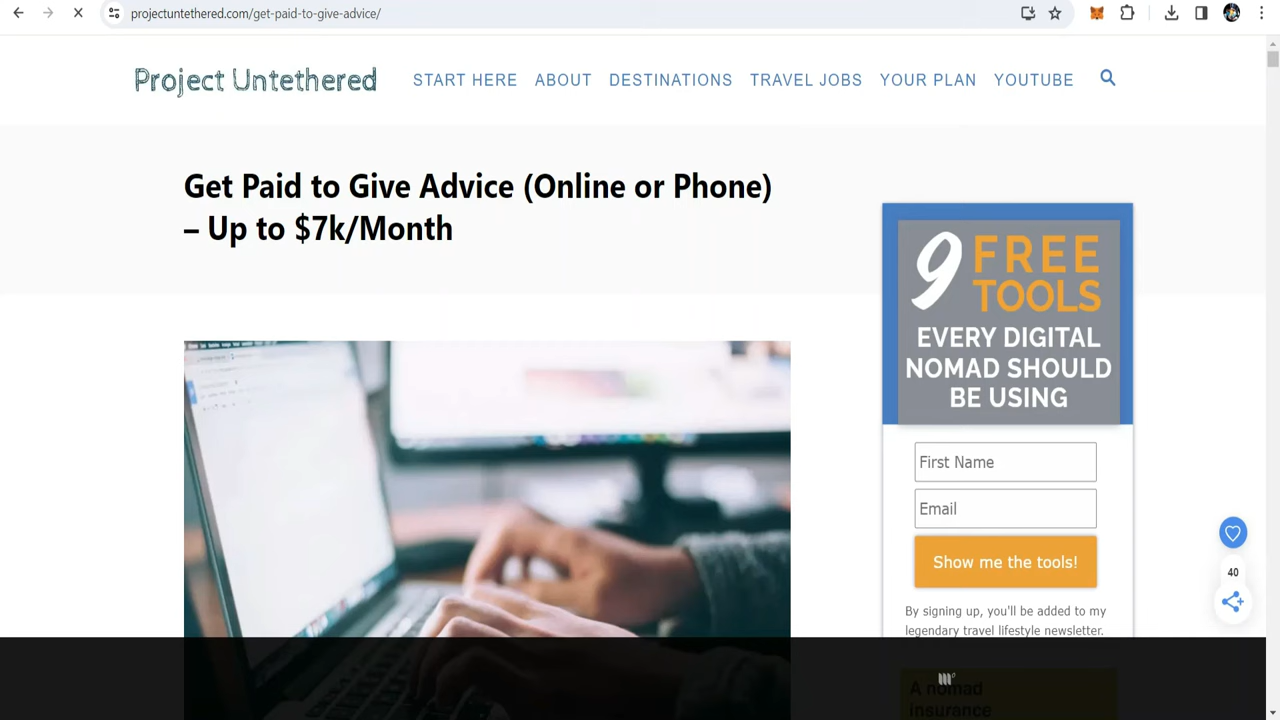 projectuntethered.com/get-paid-to-give-advice/
Project Untethered
START HERE
ABOUT
DESTINATIONS
TRAVEL JOBS
YOUR PLAN
YOUTUBE
Get Paid to Give Advice (Online or Phone)
– Up to $7k/Month
9 FREE
TOOLS
EVERY DIGITAL
NOMAD SHOULD
BE USING
First Name
Email
Show me the tools!
By signing up, you'll be added to my
legendary travel lifestyle newsletter.
40
A nomad
insurance